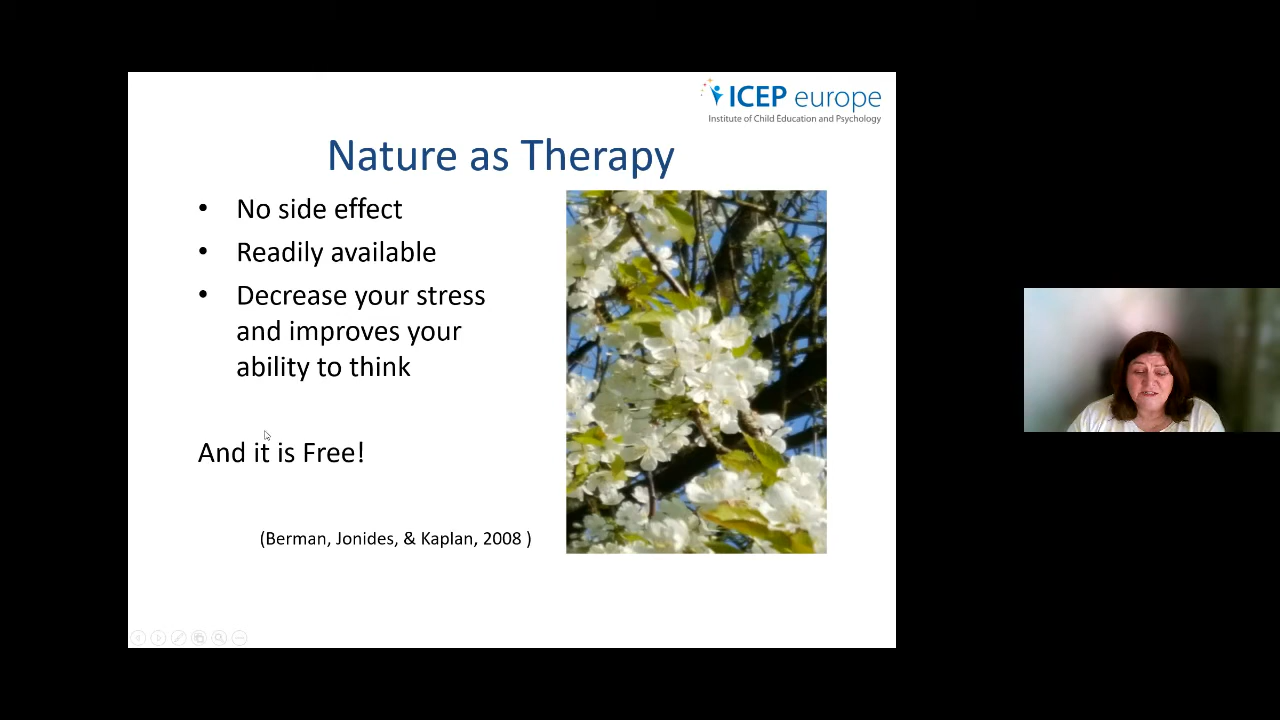 ICEP europe
Institute of Child Education and Psychology
Nature as Therapy
• No side effect
• Readily available
• Decrease your stress
and improves your
ability to think
And it is Free!
(Berman, Jonides, & Kaplan, 2008 )